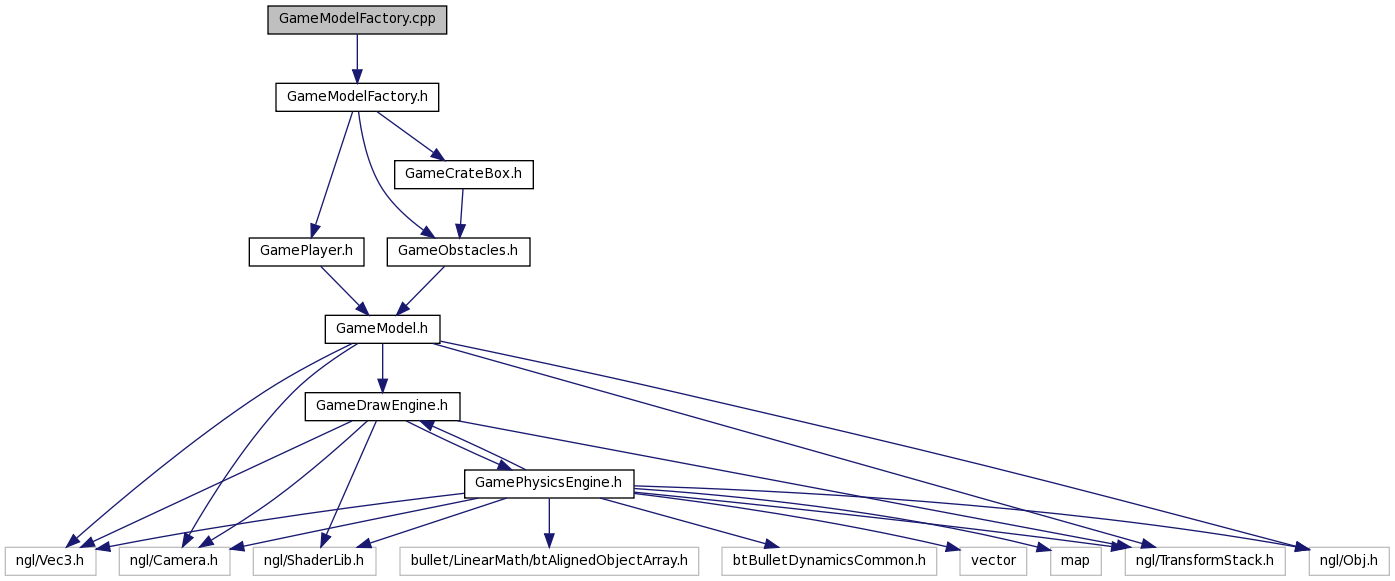 GameModelFactory.cpp
GameModelFactory.h
GameCrateBox.h
GamePlayer.h
GameObstacles.h
GameModel.h
GameDrawEngine.h
GamePhysicsEngine.h
ngl/Vec3.h
ngl/Camera.h
ngl/ShaderLib.h
bullet/LinearMath/btAlignedObjectArray.h
btBulletDynamicsCommon.h
vector
map
ngl/TransformStack.h
ngl/Obj.h